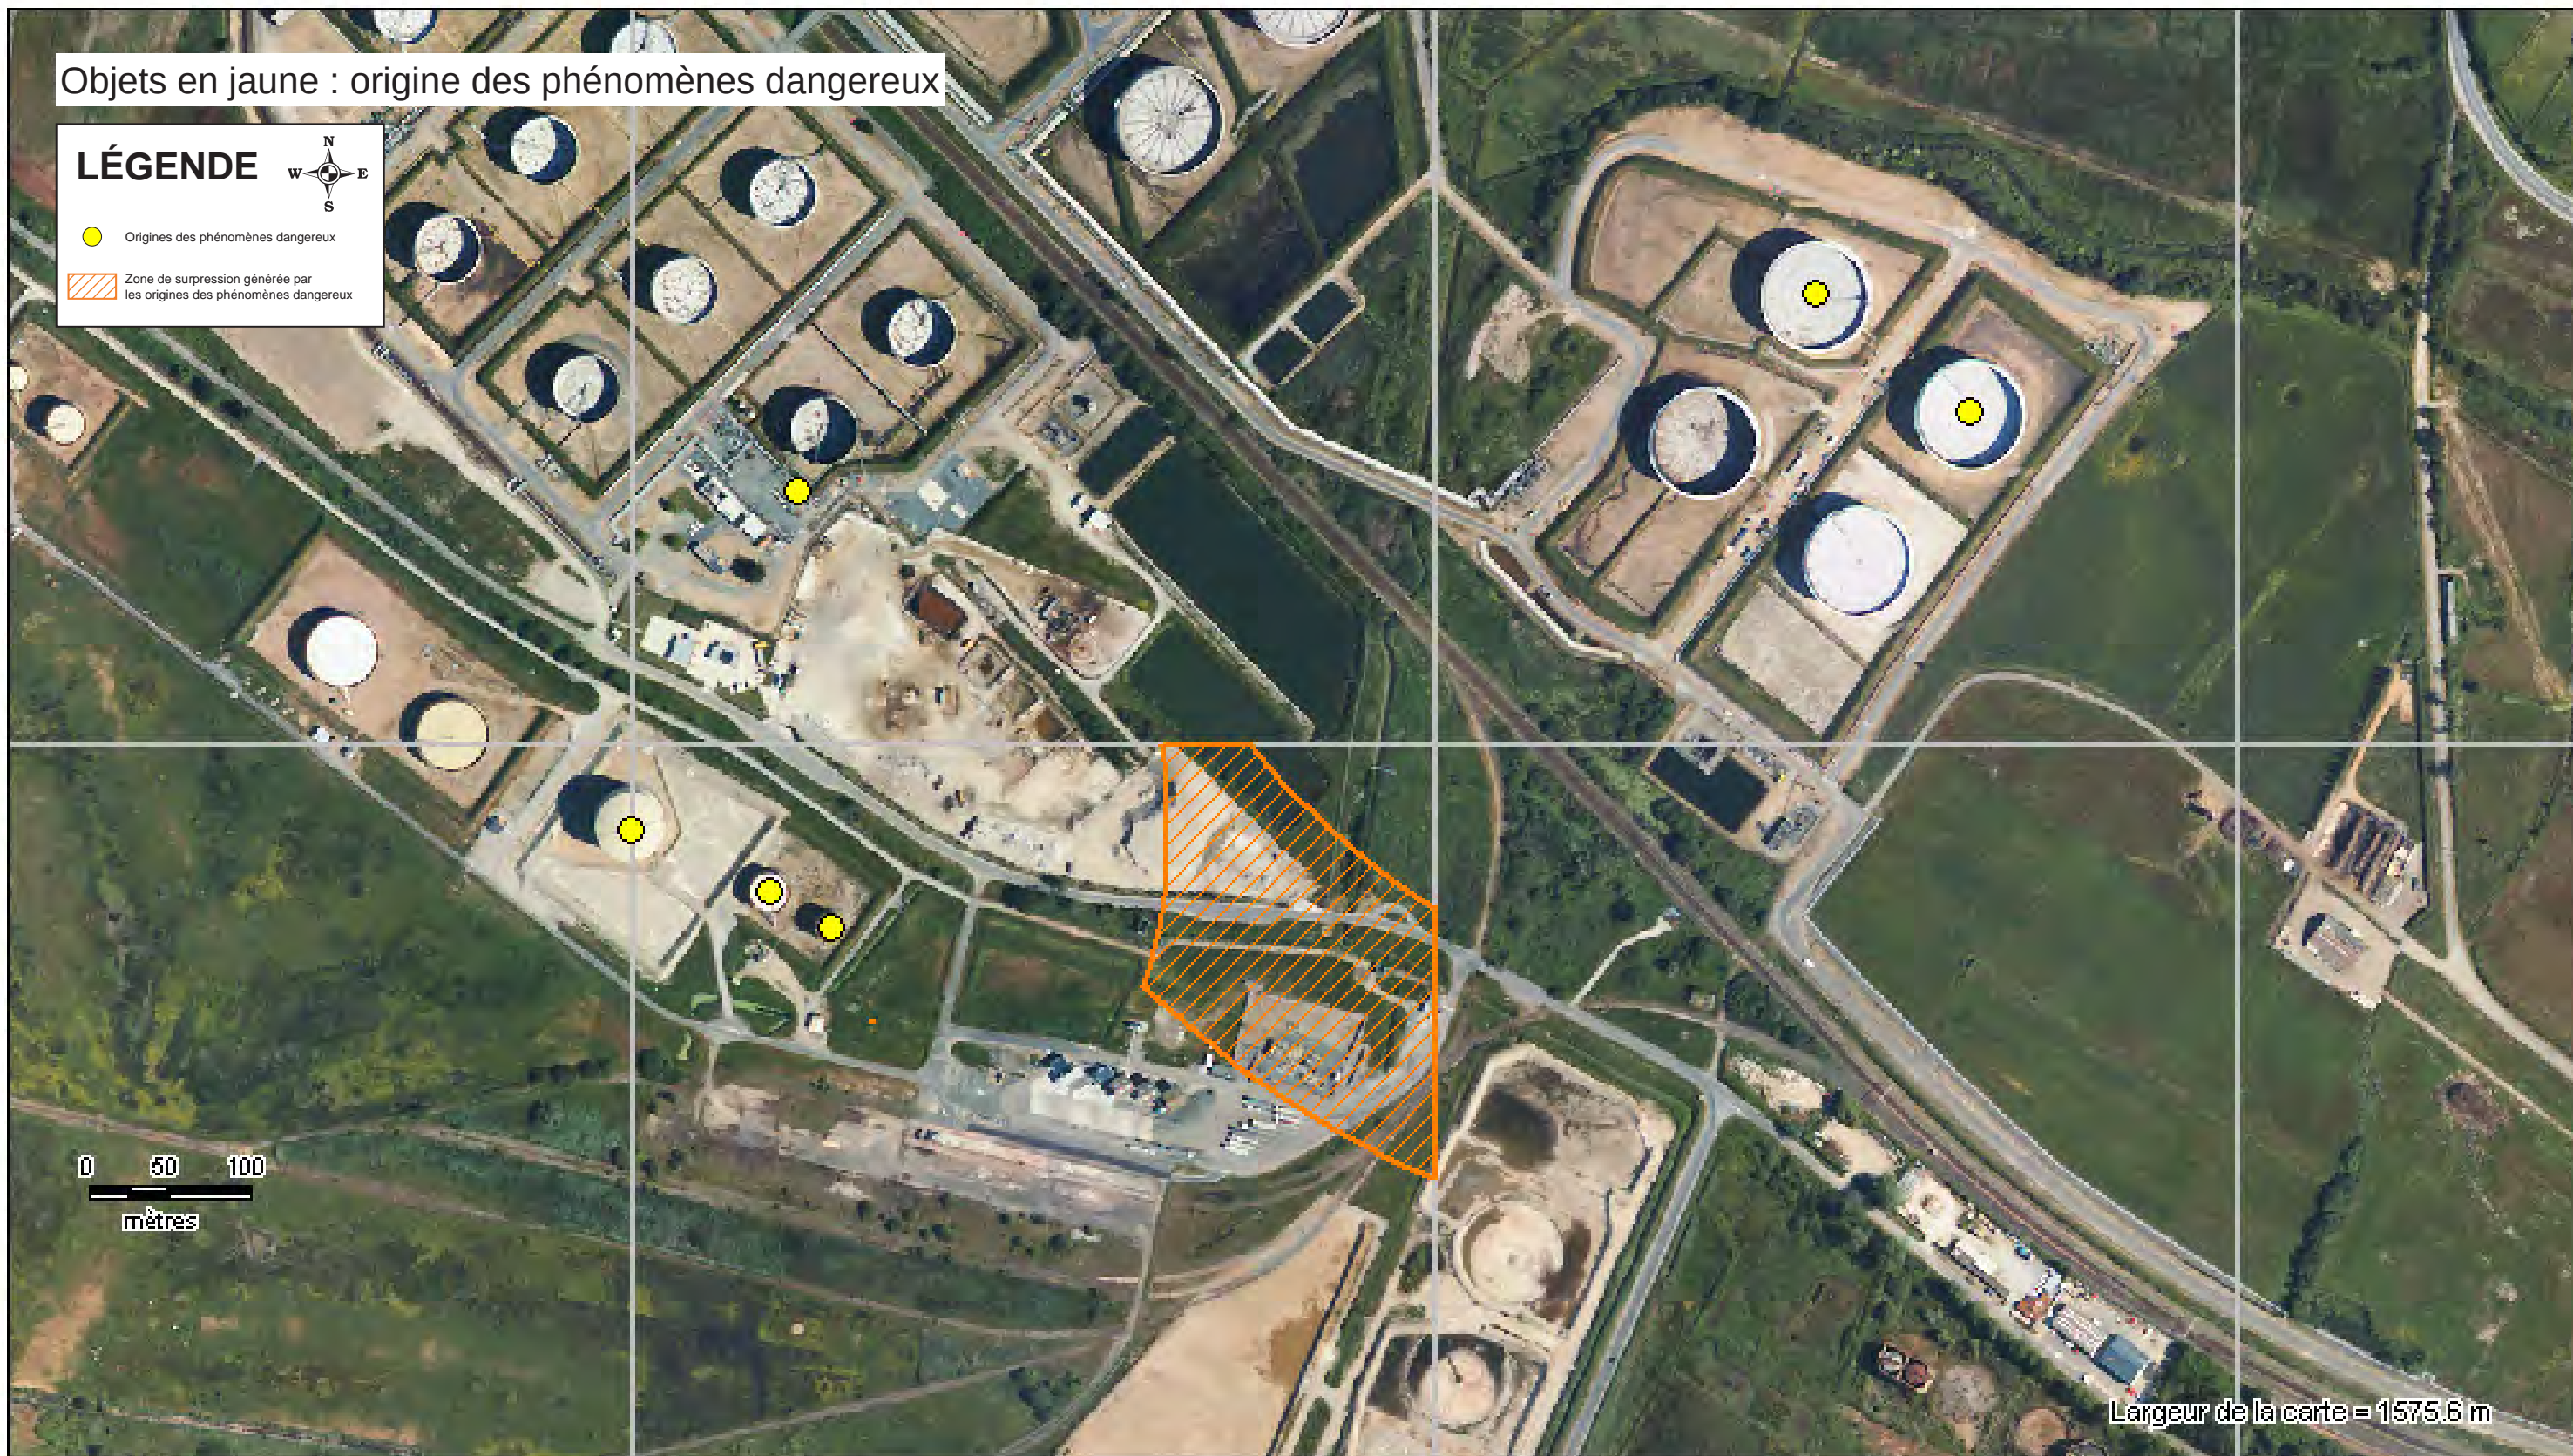 Objets en jaune : origine des phénomènes dangereux
LÉGENDE
N
W E
S
Origines des phénomènes dangereux
Zone de surpression générée par
les origines des phénomènes dangereux
0 50 100
mètres
Largeur de la carte = 1575.6 m